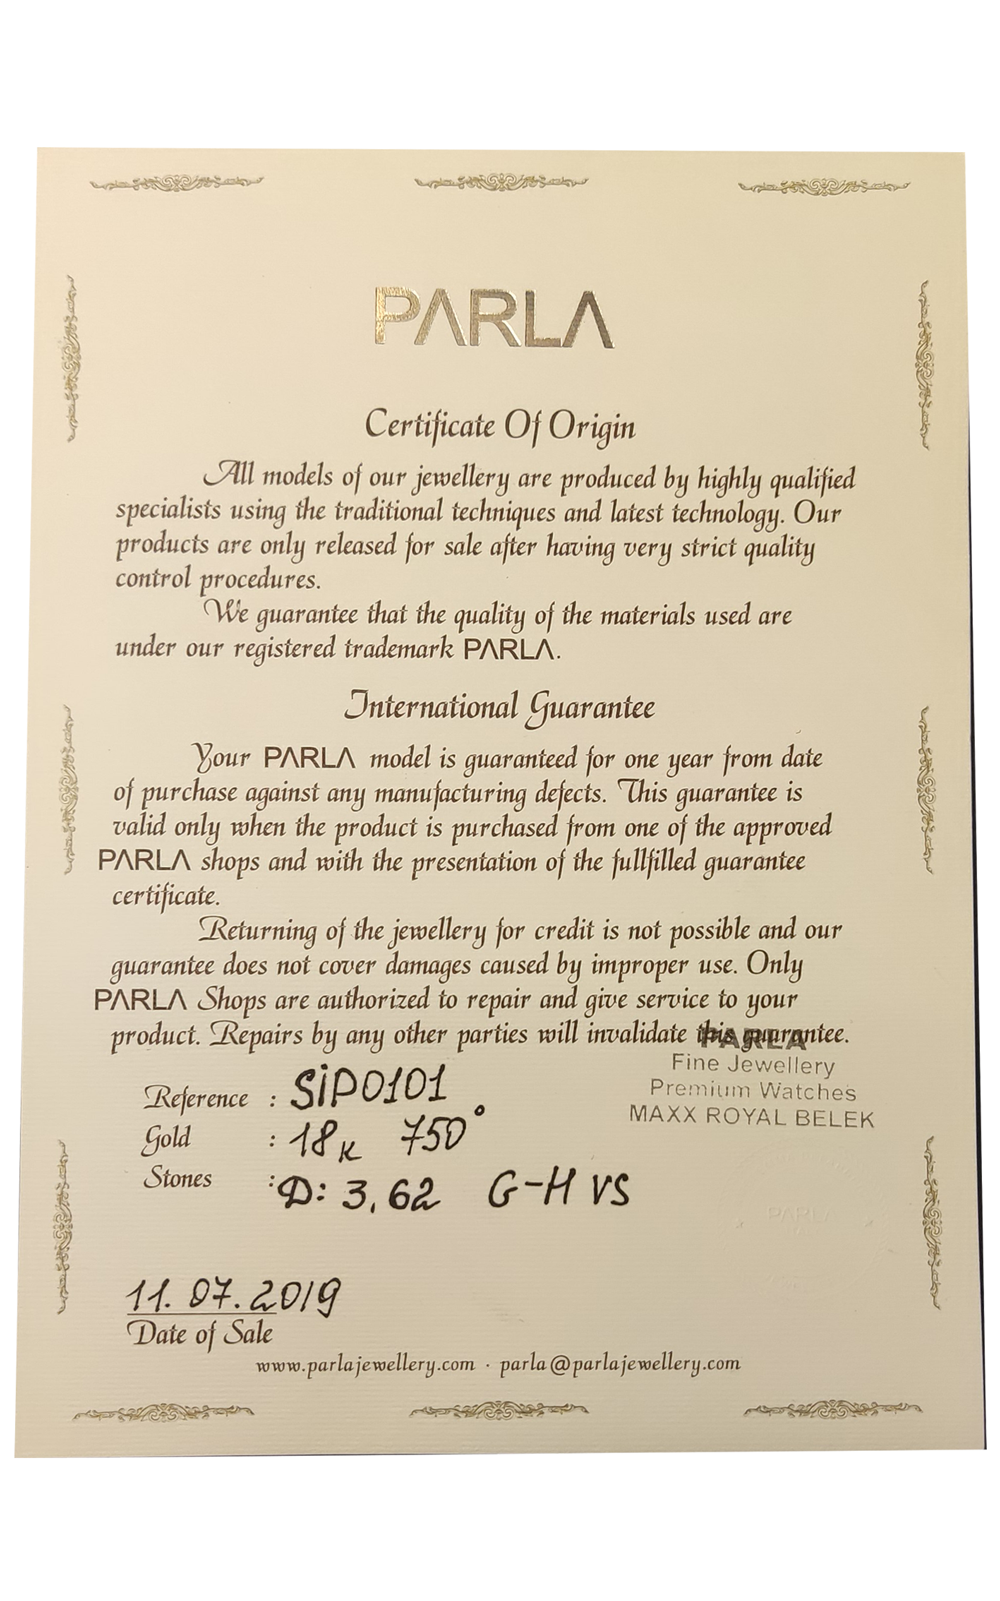 PARLA
Certificate Of Origin
All models of our jewellery are produced by highly qualified
specialists using the traditional techniques and latest technology. Our
products are only released for sale after having very strict quality
control procedures.
We guarantee that the quality of the materials used are
under our registered trademark PARLA.
International Guarantee
Your PARLA model is guaranteed for one year from date
of purchase against any manufacturing defects. This guarantee is
valid only when the product is purchased from one of the approved
PARLA shops and with the presentation of the fullfilled guarantee
certificate.
Returning of the jewellery for credit is not possible and our
guarantee does not cover damages caused by improper use. Only
PARLA Shops are authorized to repair and give service to your
product. Repairs by any other parties will invalidate this guarantee.
PARLA
Fine Jewellery
Premium Watches
MAXX ROYAL BELEK
Reference : SİP0101
Gold : 18K 750°
Stones : D: 3,62 G-H VS
PARLA
11.07.2019
Date of Sale
www.parlajewellery.com · parla@parlajewellery.com